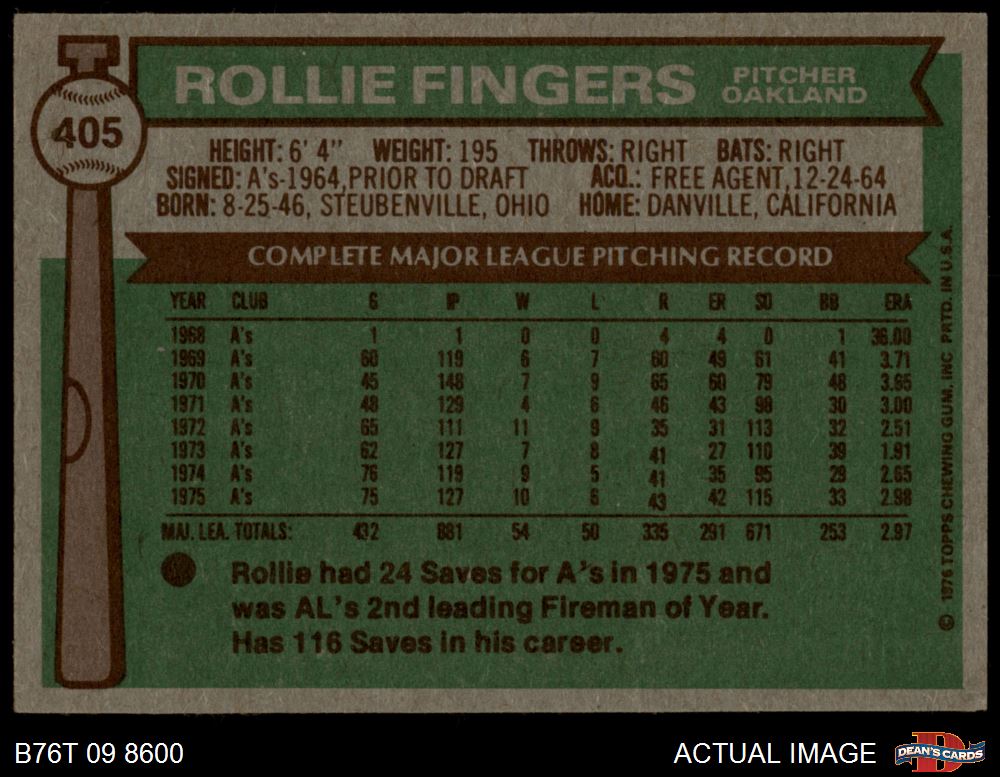 ROLLIE FINGERS PITCHER OAKLAND
405
HEIGHT: 6' 4" WEIGHT: 195 THROWS: RIGHT BATS: RIGHT
SIGNED: A's-1964, PRIOR TO DRAFT ACQ.: FREE AGENT, 12-24-64
BORN: 8-25-46, STEUBENVILLE, OHIO HOME: DANVILLE, CALIFORNIA
COMPLETE MAJOR LEAGUE PITCHING RECORD
YEAR CLUB G IP W L R ER SO BB ERA
1968 A's 1 1 0 0 4 4 0 1 36.00
1969 A's 60 119 6 7 60 49 61 41 3.71
1970 A's 45 148 7 9 65 60 79 48 3.65
1971 A's 48 129 4 6 46 43 98 30 3.00
1972 A's 65 111 11 9 35 31 113 32 2.51
1973 A's 62 127 7 8 41 27 110 39 1.91
1974 A's 76 119 9 5 41 35 95 29 2.65
1975 A's 75 127 10 6 43 42 115 33 2.98
MAJ. LEA. TOTALS: 432 881 54 50 335 291 671 253 2.97
Rollie had 24 Saves for A's in 1975 and
was AL's 2nd leading Fireman of Year.
Has 116 Saves in his career.
© 1976 TOPPS CHEWING GUM, INC PRTD. IN U.S.A.
T
B76T 09 8600
ACTUAL IMAGE
D
DEAN'S CARDS